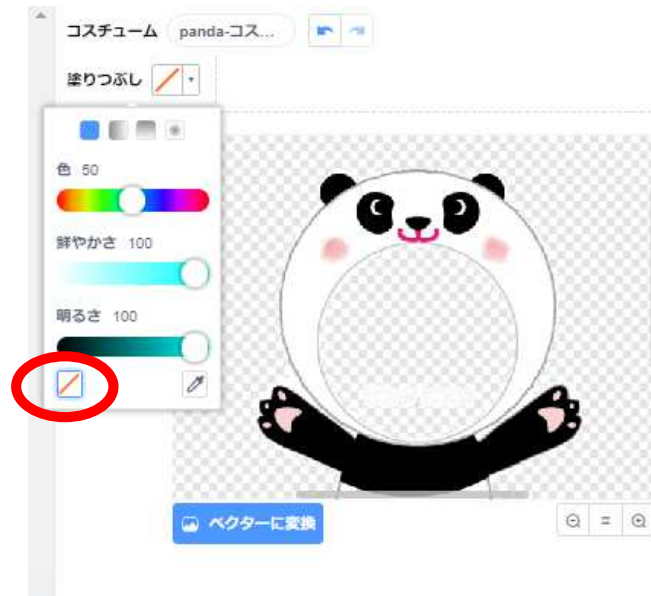 コスチューム panda-コス...
塗りつぶし
色 50
鮮やかさ 100
明るさ 100
ベクターに変換